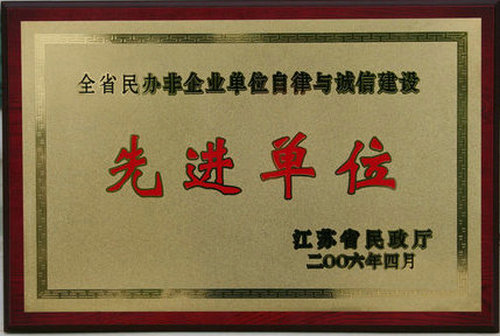 全省民办非企业单位自律与诚信建设
先进单位
江苏省民政厅
二〇〇六年四月